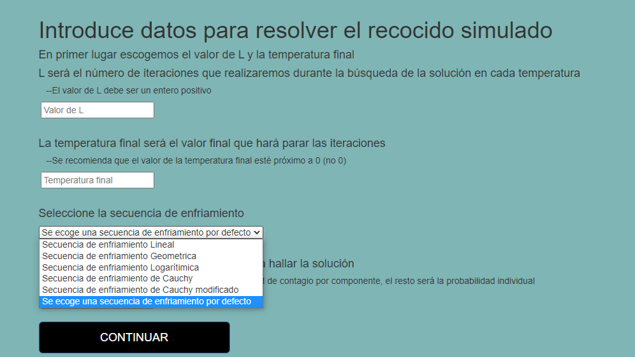 Introduce datos para resolver el recocido simulado
En primer lugar escogemos el valor de L y la temperatura final
L será el número de iteraciones que realizaremos durante la búsqueda de la solución en cada temperatura
--El valor de L debe ser un entero positivo
Valor de L
La temperatura final será el valor final que hará parar las iteraciones
--Se recomienda que el valor de la temperatura final esté próximo a 0 (no 0)
Temperatura final
Seleccione la secuencia de enfriamiento
Se ecoge una secuencia de enfriamiento por defecto
Secuencia de enfriamiento Lineal
Secuencia de enfriamiento Geometrica
Secuencia de enfriamiento Logarítimica
Secuencia de enfriamiento de Cauchy
Secuencia de enfriamiento de Cauchy modificado
Se ecoge una secuencia de enfriamiento por defecto
a hallar la solución
d de contagio por componente, el resto será la probabilidad individual
CONTINUAR